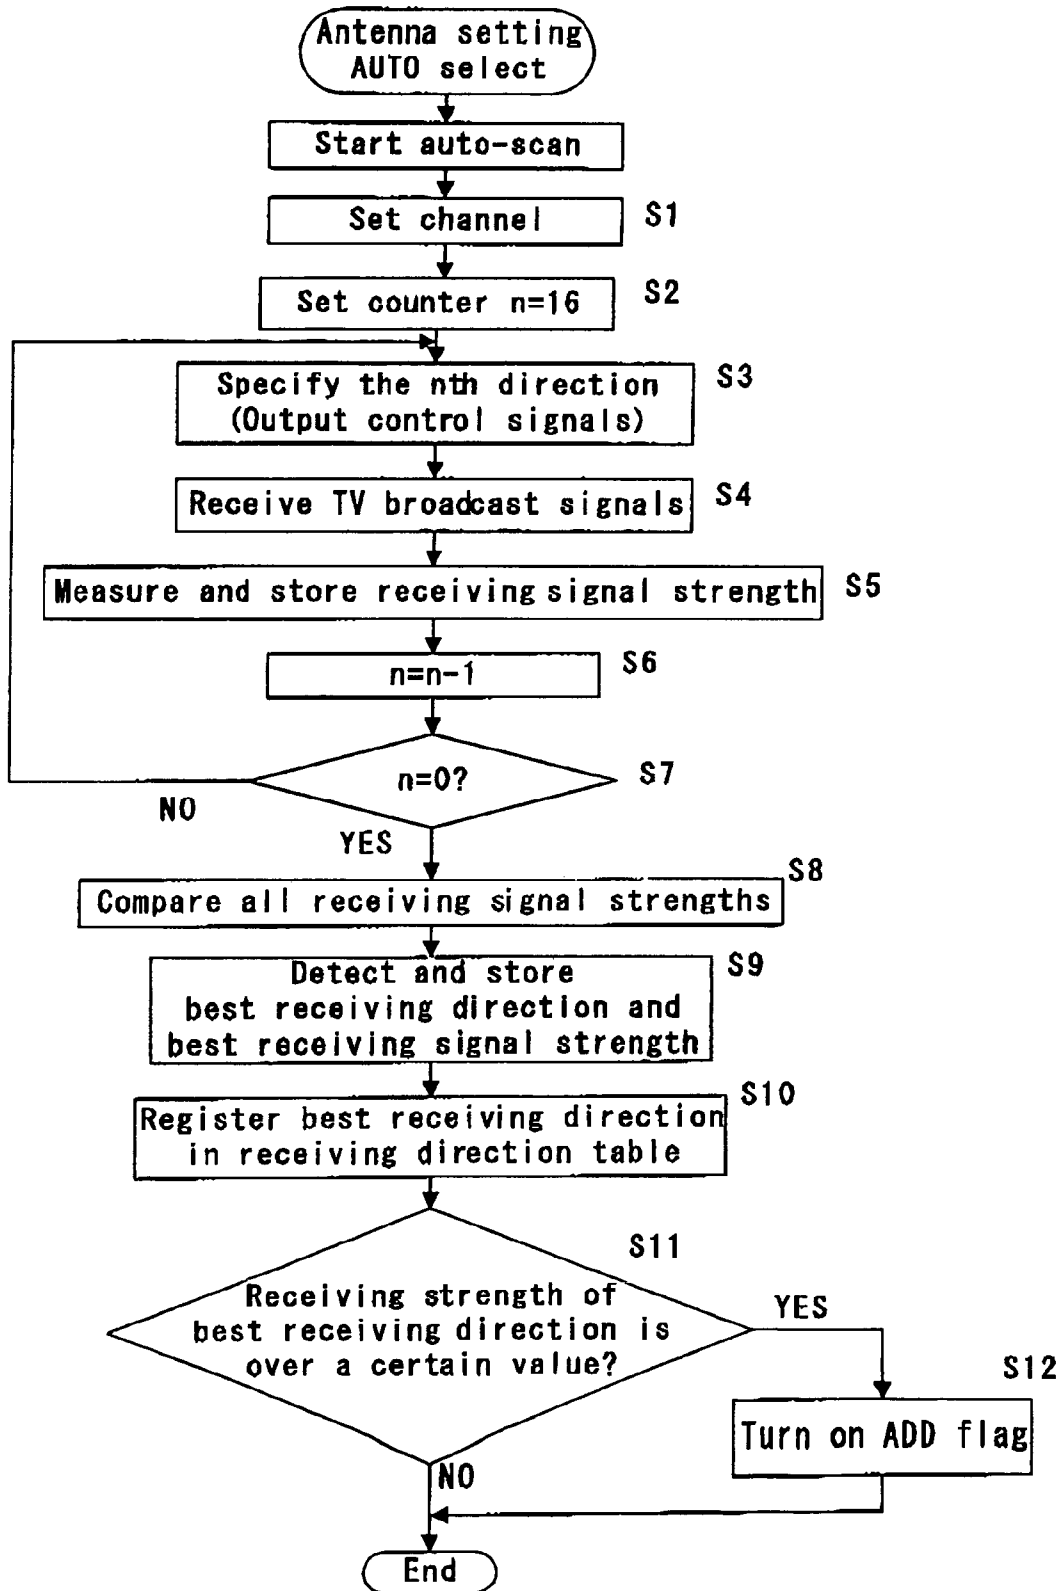 Antenna setting
AUTO select
Start auto-scan
Set channel
S1
Set counter n=16
S2
Specify the nth direction
(Output control signals)
S3
Receive TV broadcast signals
S4
Measure and store receiving signal strength
S5
n=n-1
S6
n=0?
S7
NO
YES
Compare all receiving signal strengths
S8
Detect and store
best receiving direction and
best receiving signal strength
S9
Register best receiving direction
in receiving direction table
S10
S11
Receiving strength of
best receiving direction is
over a certain value?
YES
S12
Turn on ADD flag
NO
End